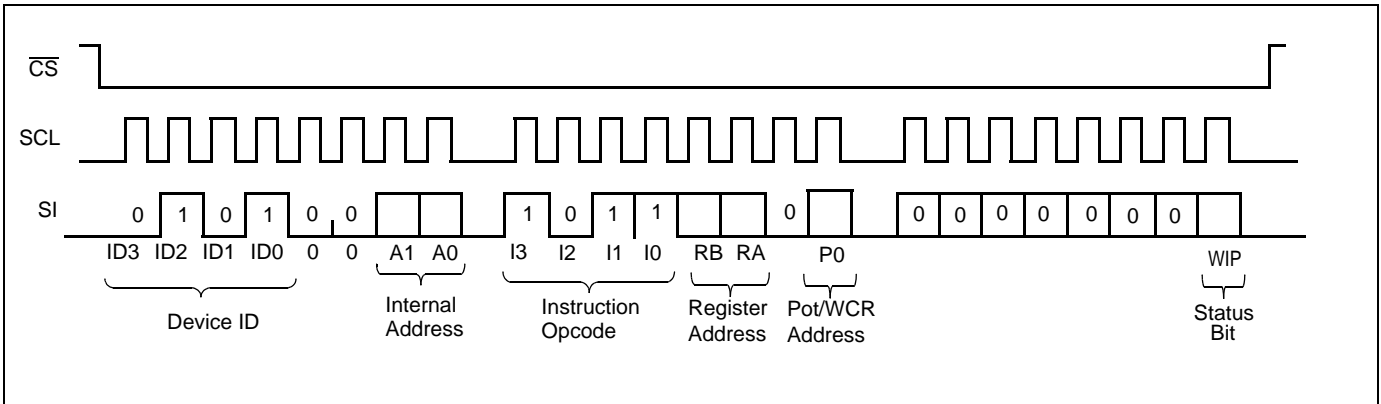 CS
SCL
SI
0 1 0 1 0 0 1 0 1 1 0 0 0 0 0 0 0 0
ID3 ID2 ID1 ID0 0 0 A1 A0 I3 I2 I1 I0 RB RA P0 WIP
Device ID
Internal
Address
Instruction
Opcode
Register
Address
Pot/WCR
Address
Status
Bit